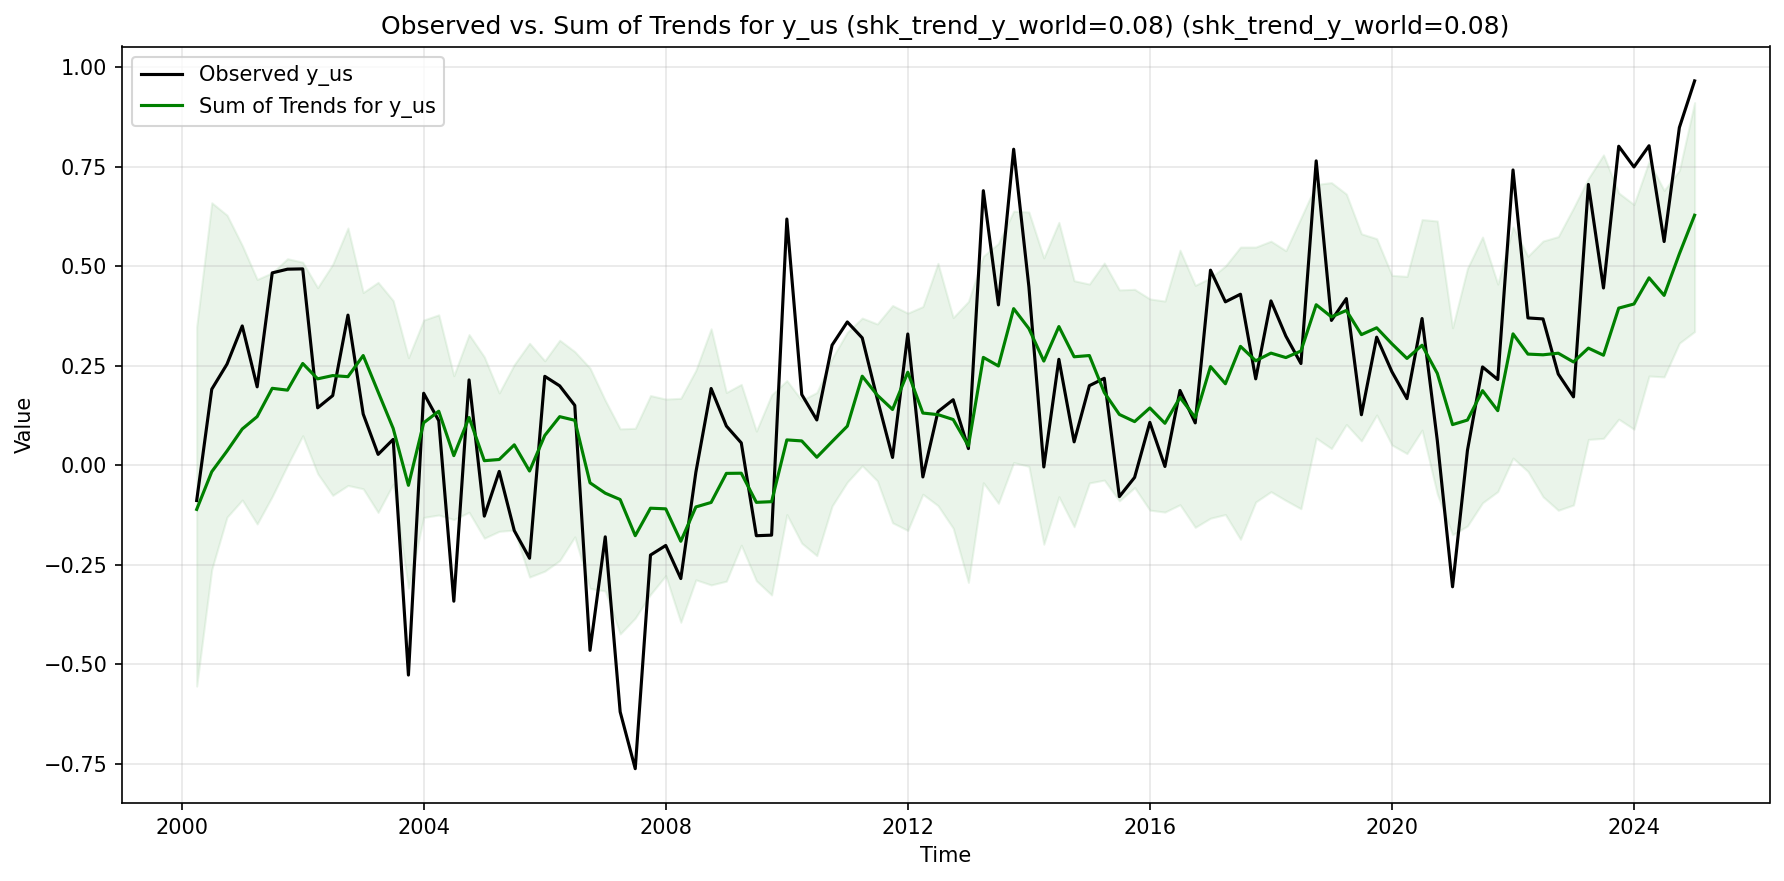 Observed vs. Sum of Trends for y_us (shk_trend_y_world=0.08) (shk_trend_y_world=0.08)
Observed y_us
Sum of Trends for y_us
Value
1.00
0.75
0.50
0.25
0.00
−0.25
−0.50
−0.75
2000 2004 2008 2012 2016 2020 2024
Time